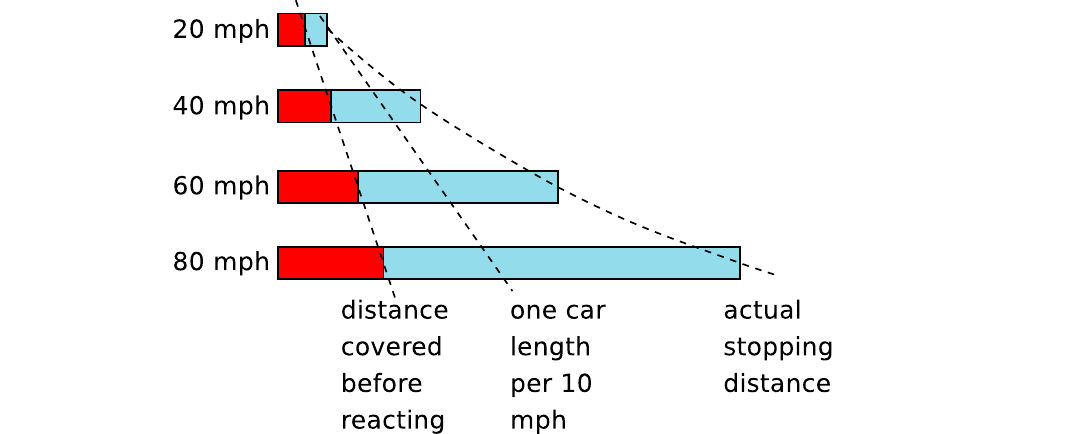 20 mph
40 mph
60 mph
80 mph
distance
covered
before
reacting
one car
length
per 10
mph
actual
stopping
distance